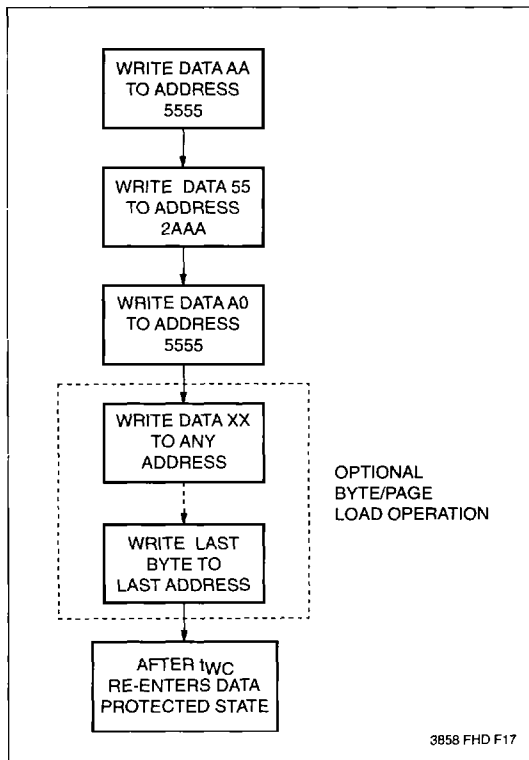 WRITE DATA AA
TO ADDRESS
5555
WRITE DATA 55
TO ADDRESS
2AAA
WRITE DATA A0
TO ADDRESS
5555
WRITE DATA XX
TO ANY
ADDRESS
OPTIONAL
BYTE/PAGE
LOAD OPERATION
WRITE LAST
BYTE TO
LAST ADDRESS
AFTER tWC
RE-ENTERS DATA
PROTECTED STATE
3858 FHD F17